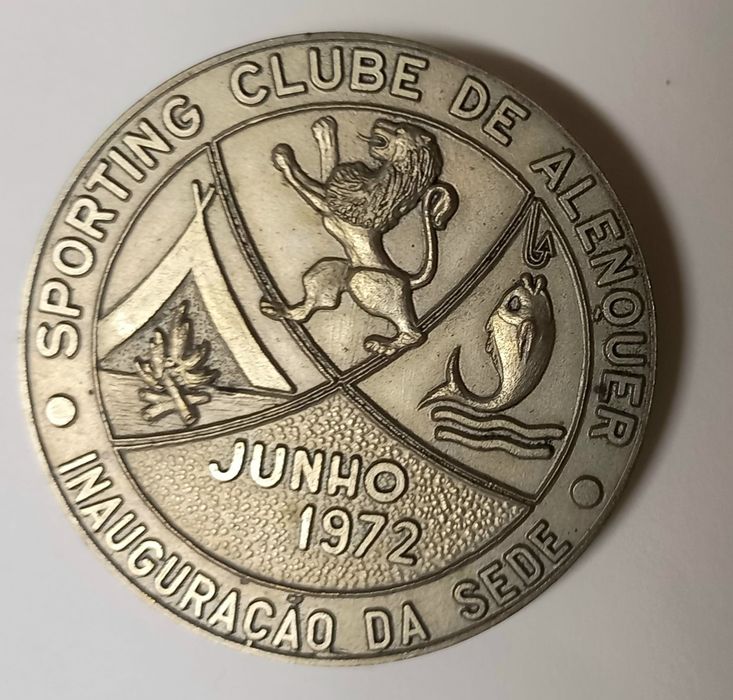 SPORTING CLUBE DE ALENQUER
JUNHO
1972
INAUGURAÇÃO DA SEDE